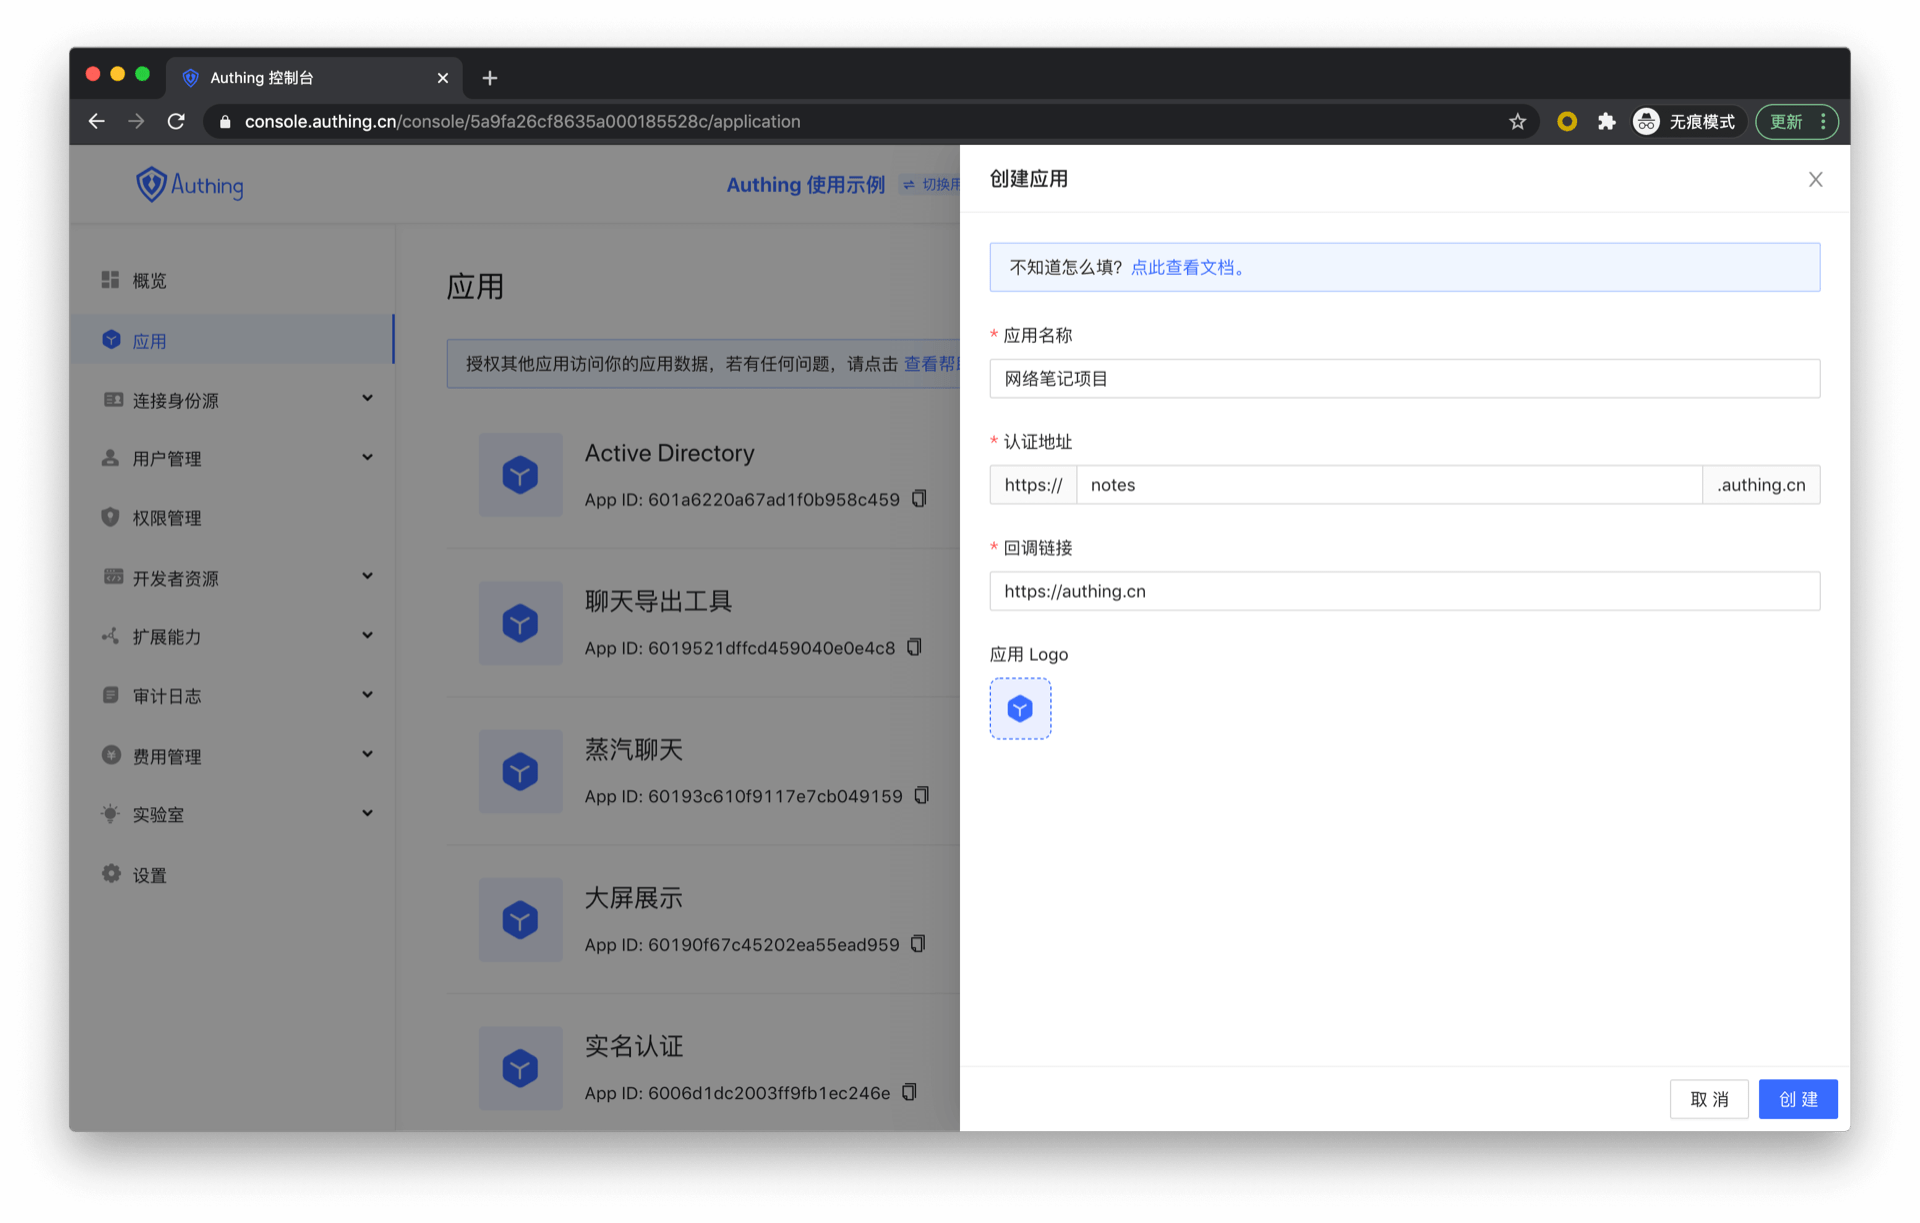 Authing 控制台
console.authing.cn/console/5a9fa26cf8635a000185528c/application
无痕模式
更新
Authing
Authing 使用示例
切换用
概览
应用
连接身份源
用户管理
权限管理
开发者资源
扩展能力
审计日志
费用管理
实验室
设置
应用
授权其他应用访问你的应用数据，若有任何问题，请点击 查看帮
Active Directory
App ID: 601a6220a67ad1f0b958c459
聊天导出工具
App ID: 6019521dffcd459040e0e4c8
蒸汽聊天
App ID: 60193c610f9117e7cb049159
大屏展示
App ID: 60190f67c45202ea55ead959
实名认证
App ID: 6006d1dc2003ff9fb1ec246e
创建应用
不知道怎么填？点此查看文档。
* 应用名称
网络笔记项目
* 认证地址
https:// notes .authing.cn
* 回调链接
https://authing.cn
应用 Logo
取 消
创 建